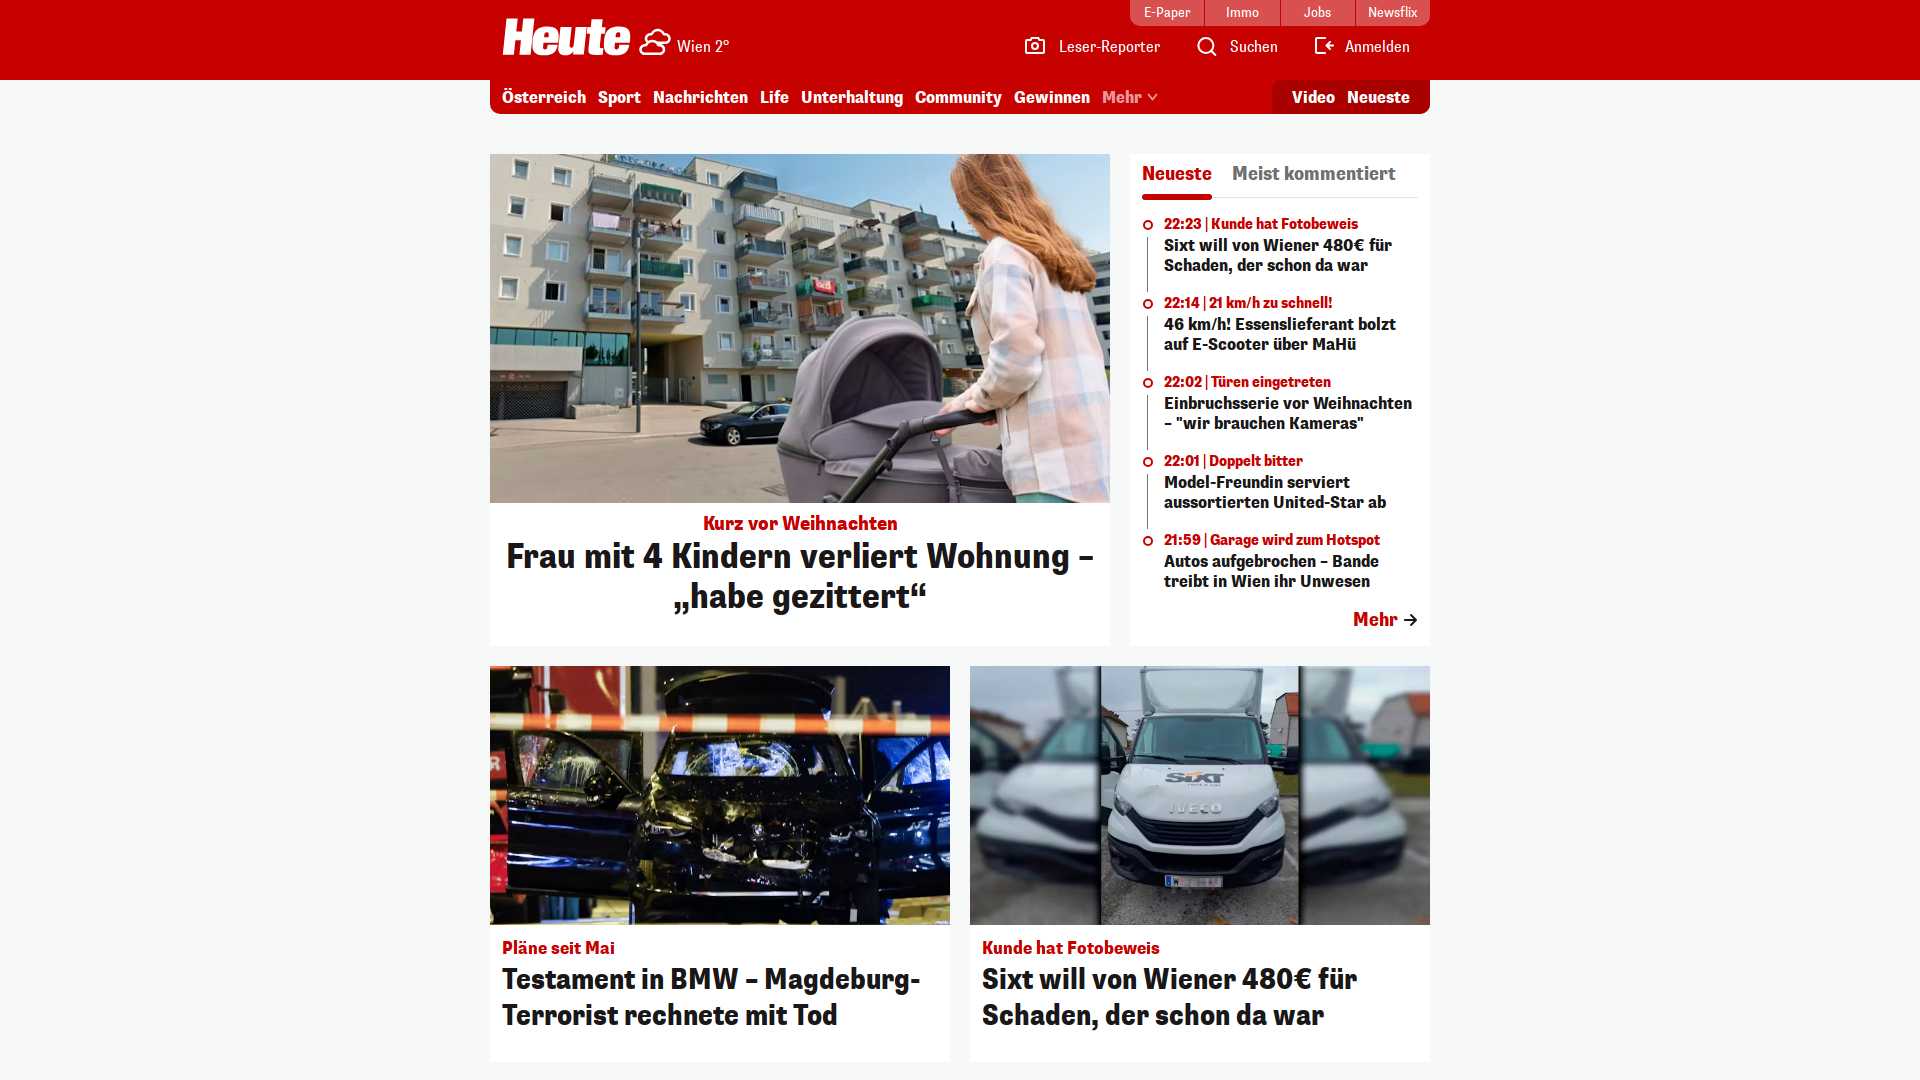 E-Paper
Immo
Jobs
Newsflix
Heute
Wien 2°
Leser-Reporter
Suchen
Anmelden
Österreich
Sport
Nachrichten
Life
Unterhaltung
Community
Gewinnen
Mehr
Video
Neueste
Kurz vor Weihnachten
Frau mit 4 Kindern verliert Wohnung –
„habe gezittert“
Neueste
Meist kommentiert
22:23 | Kunde hat Fotobeweis
Sixt will von Wiener 480€ für
Schaden, der schon da war
22:14 | 21 km/h zu schnell!
46 km/h! Essenslieferant bolzt
auf E-Scooter über MaHü
22:02 | Türen eingetreten
Einbruchsserie vor Weihnachten
– "wir brauchen Kameras"
22:01 | Doppelt bitter
Model-Freundin serviert
aussortierten United-Star ab
21:59 | Garage wird zum Hotspot
Autos aufgebrochen – Bande
treibt in Wien ihr Unwesen
Mehr
Pläne seit Mai
Testament in BMW – Magdeburg-
Terrorist rechnete mit Tod
SIXT
IVECO
Kunde hat Fotobeweis
Sixt will von Wiener 480€ für
Schaden, der schon da war